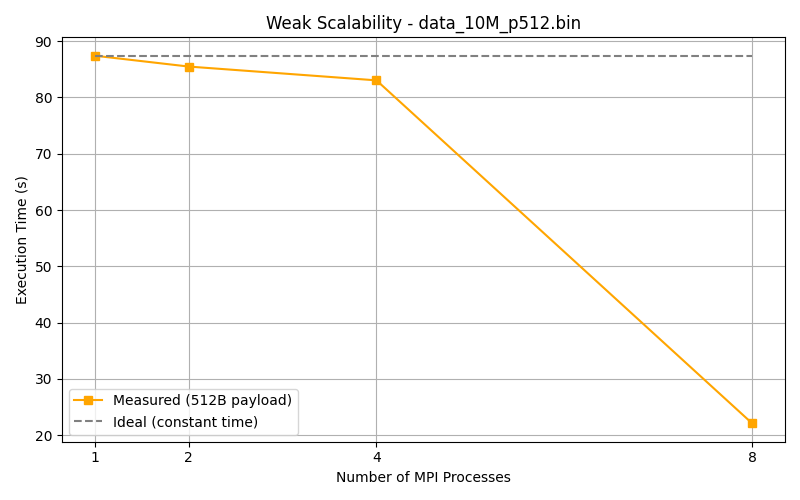 Weak Scalability - data_10M_p512.bin
90
80
70
60
50
40
30
20
Execution Time (s)
Measured (512B payload)
Ideal (constant time)
1 2 4 8
Number of MPI Processes